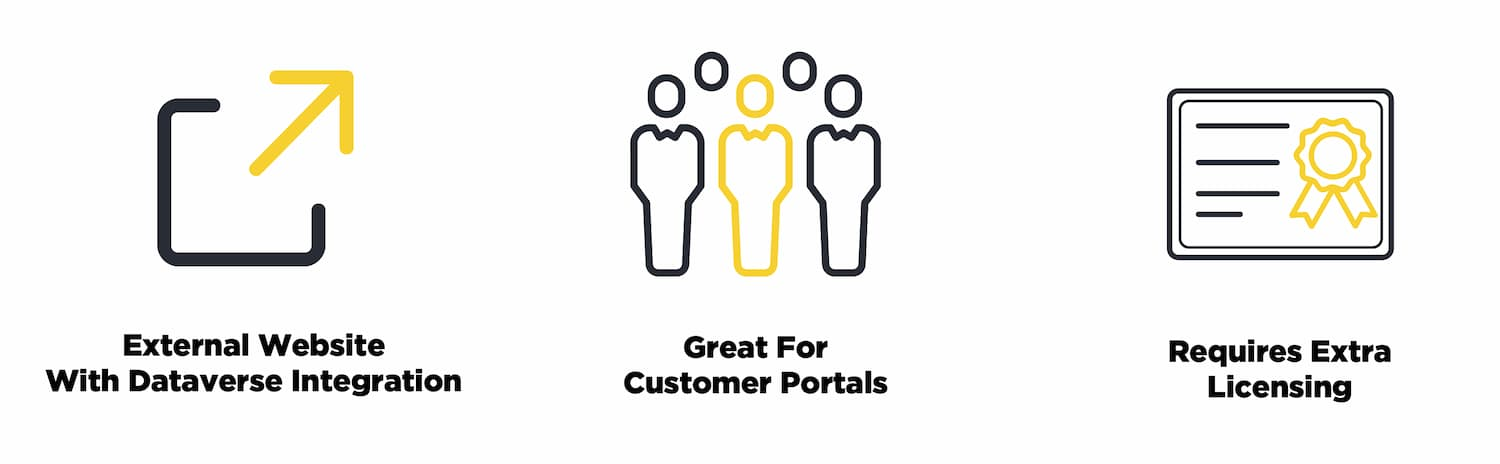 External Website
With Dataverse Integration
Great For
Customer Portals
Requires Extra
Licensing